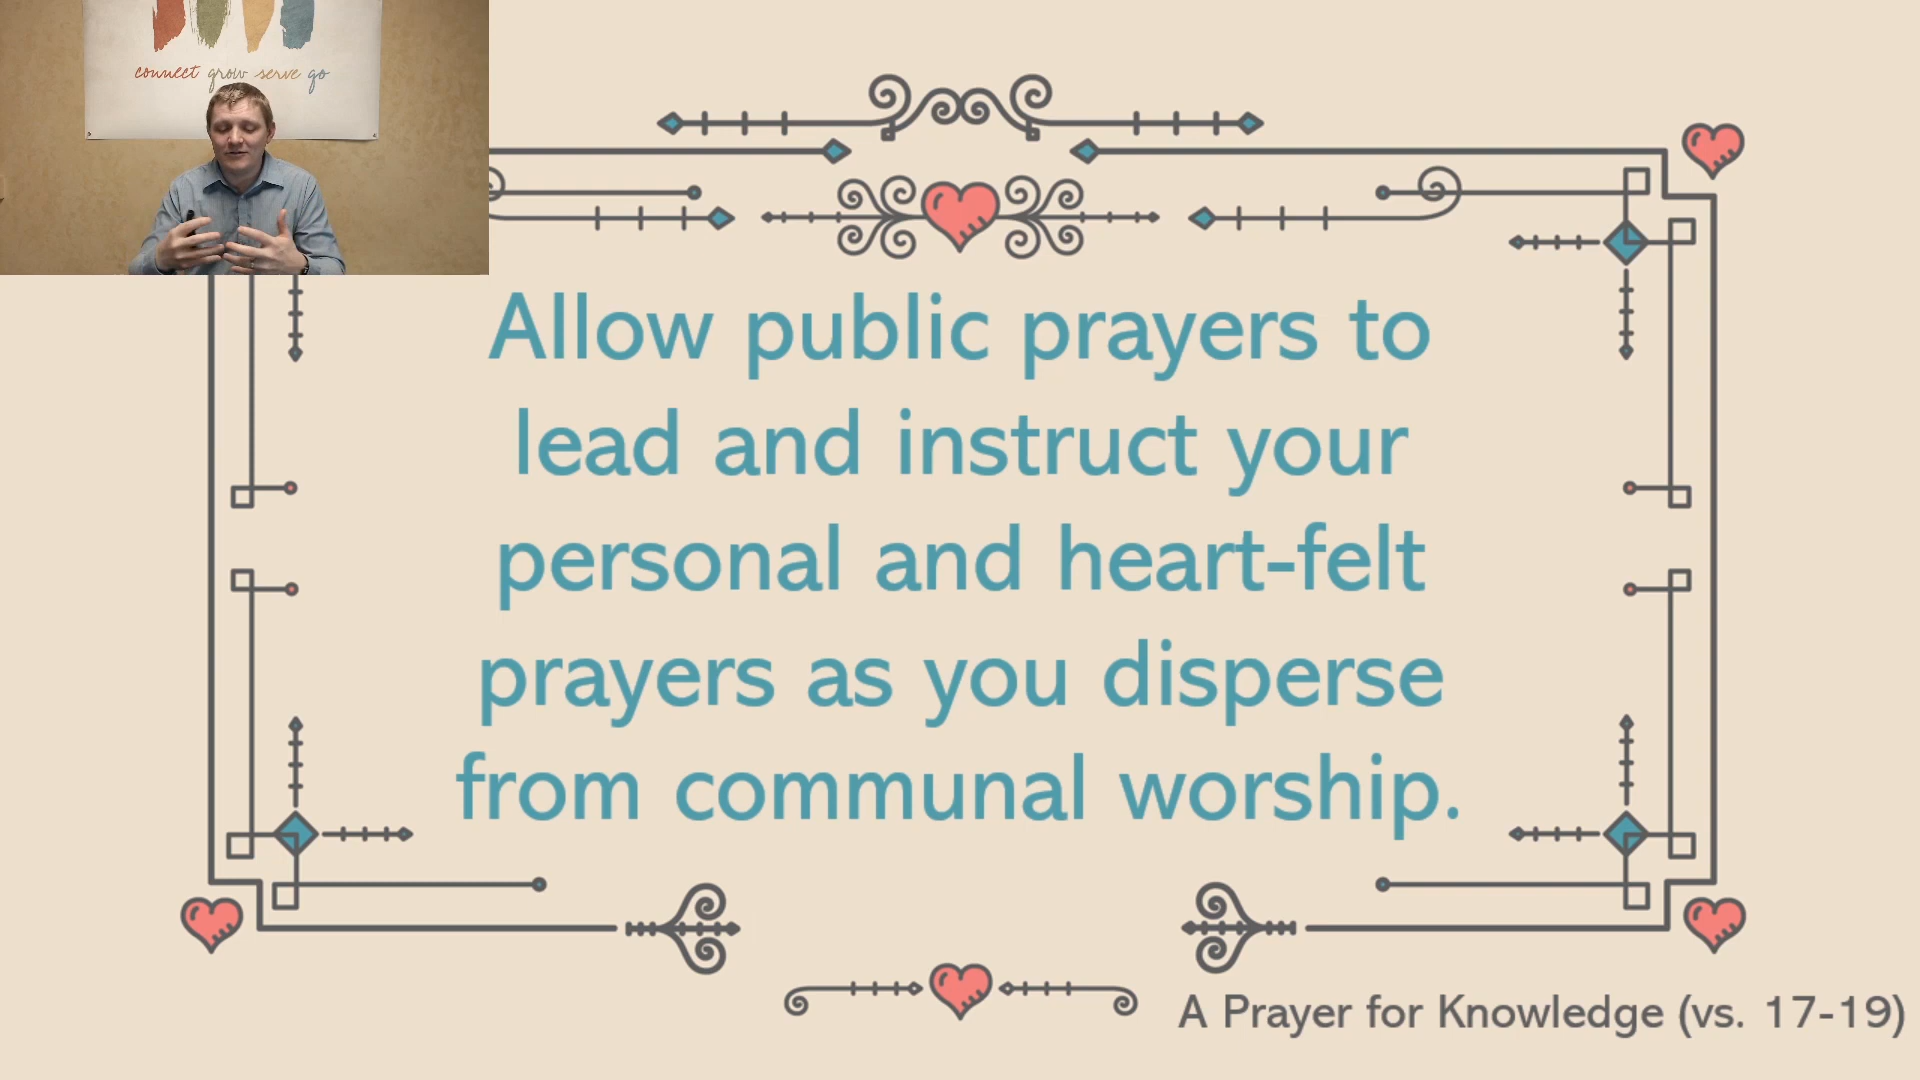 connect grow serve go
Allow public prayers to
lead and instruct your
personal and heart-felt
prayers as you disperse
from communal worship.
A Prayer for Knowledge (vs. 17-19)